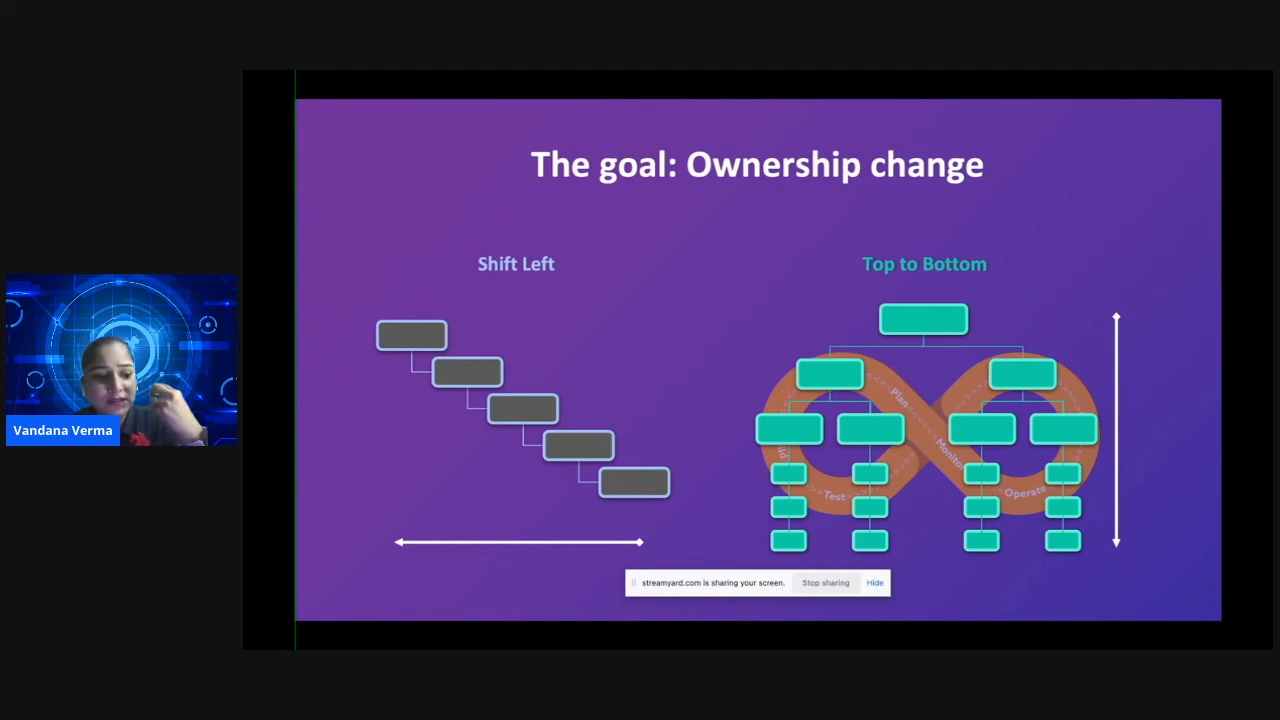 The goal: Ownership change
Shift Left
Top to Bottom
Plan
Monitor
Test
Operate
streamyard.com is sharing your screen.
Stop sharing
Hide
Vandana Verma